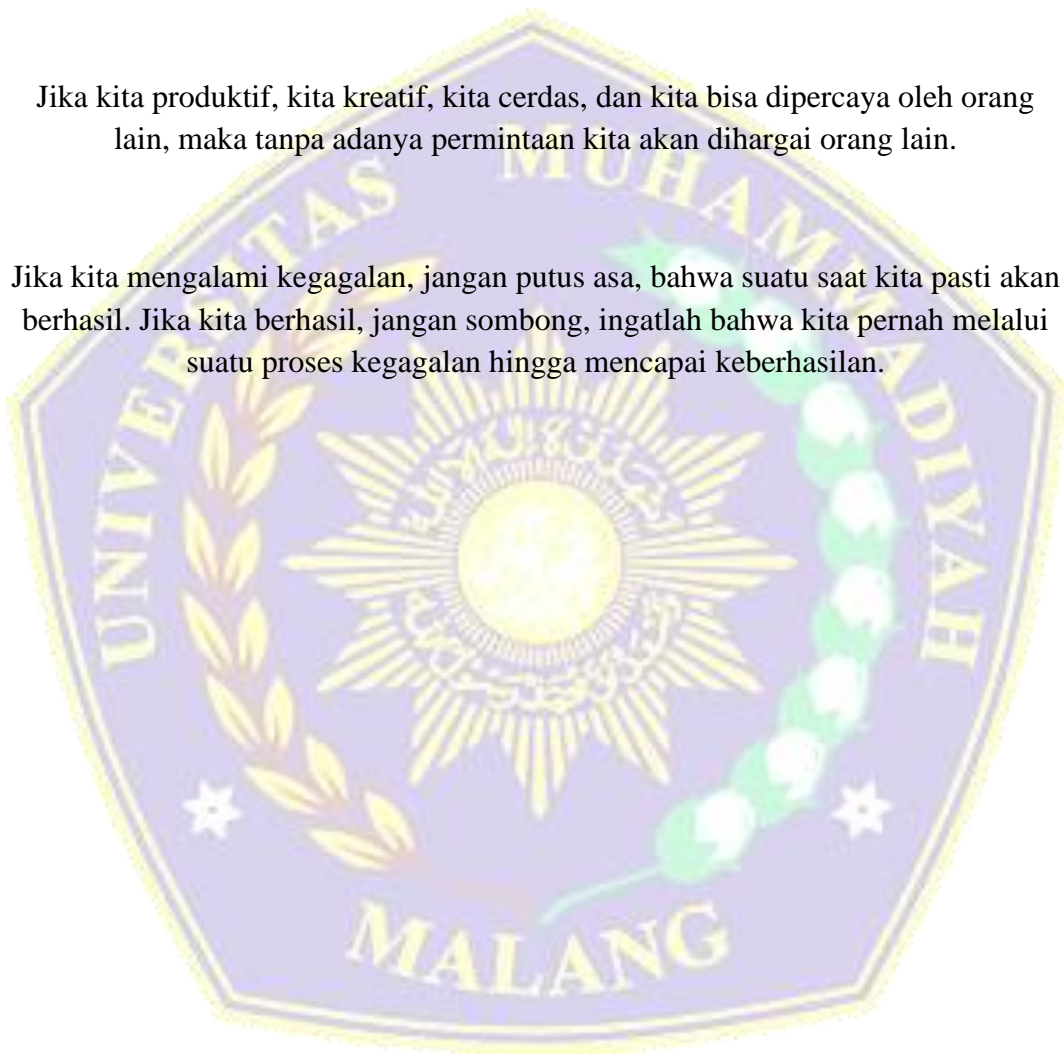 Jika kita produktif, kita kreatif, kita cerdas, dan kita bisa dipercaya oleh orang
lain, maka tanpa adanya permintaan kita akan dihargai orang lain.
Jika kita mengalami kegagalan, jangan putus asa, bahwa suatu saat kita pasti akan
berhasil. Jika kita berhasil, jangan sombong, ingatlah bahwa kita pernah melalui
suatu proses kegagalan hingga mencapai keberhasilan.
UNIVERSITAS MUHAMMADIYAH
MALANG